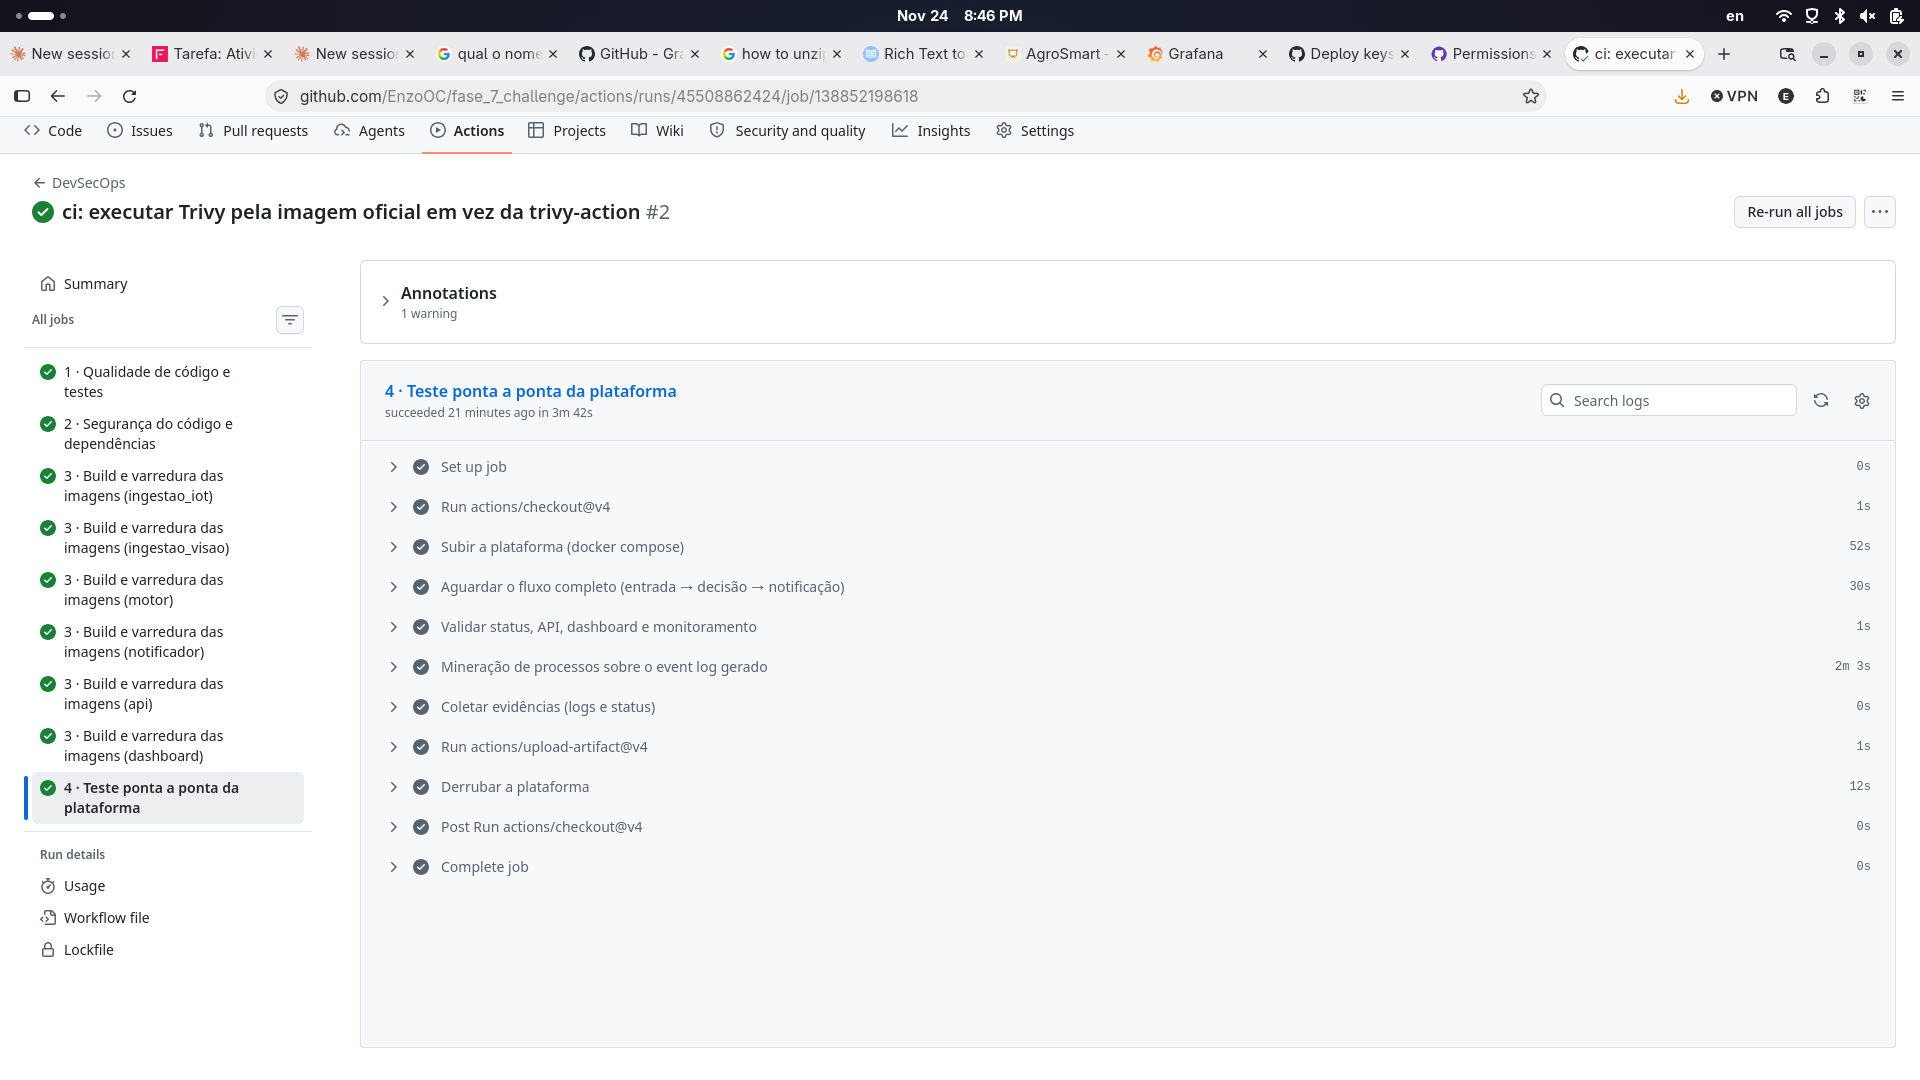 Nov 24 8:46 PM
en
New session
Tarefa: Ativi
New session
qual o nome
GitHub - Gra
how to unzip
Rich Text to
AgroSmart -
Grafana
Deploy keys
Permissions
ci: executar
github.com/EnzoOC/fase_7_challenge/actions/runs/45508862424/job/138852198618
VPN
E
Code
Issues
Pull requests
Agents
Actions
Projects
Wiki
Security and quality
Insights
Settings
DevSecOps
ci: executar Trivy pela imagem oficial em vez da trivy-action #2
Re-run all jobs
Summary
All jobs
1 · Qualidade de código e
testes
2 · Segurança do código e
dependências
3 · Build e varredura das
imagens (ingestao_iot)
3 · Build e varredura das
imagens (ingestao_visao)
3 · Build e varredura das
imagens (motor)
3 · Build e varredura das
imagens (notificador)
3 · Build e varredura das
imagens (api)
3 · Build e varredura das
imagens (dashboard)
4 · Teste ponta a ponta da
plataforma
Run details
Usage
Workflow file
Lockfile
Annotations
1 warning
4 · Teste ponta a ponta da plataforma
succeeded 21 minutes ago in 3m 42s
Search logs
Set up job 0s
Run actions/checkout@v4 1s
Subir a plataforma (docker compose) 52s
Aguardar o fluxo completo (entrada → decisão → notificação) 30s
Validar status, API, dashboard e monitoramento 1s
Mineração de processos sobre o event log gerado 2m 3s
Coletar evidências (logs e status) 0s
Run actions/upload-artifact@v4 1s
Derrubar a plataforma 12s
Post Run actions/checkout@v4 0s
Complete job 0s